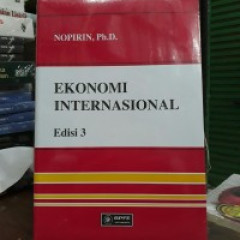 NOPIRIN, Ph.D.
EKONOMI
INTERNASIONAL
Edisi 3